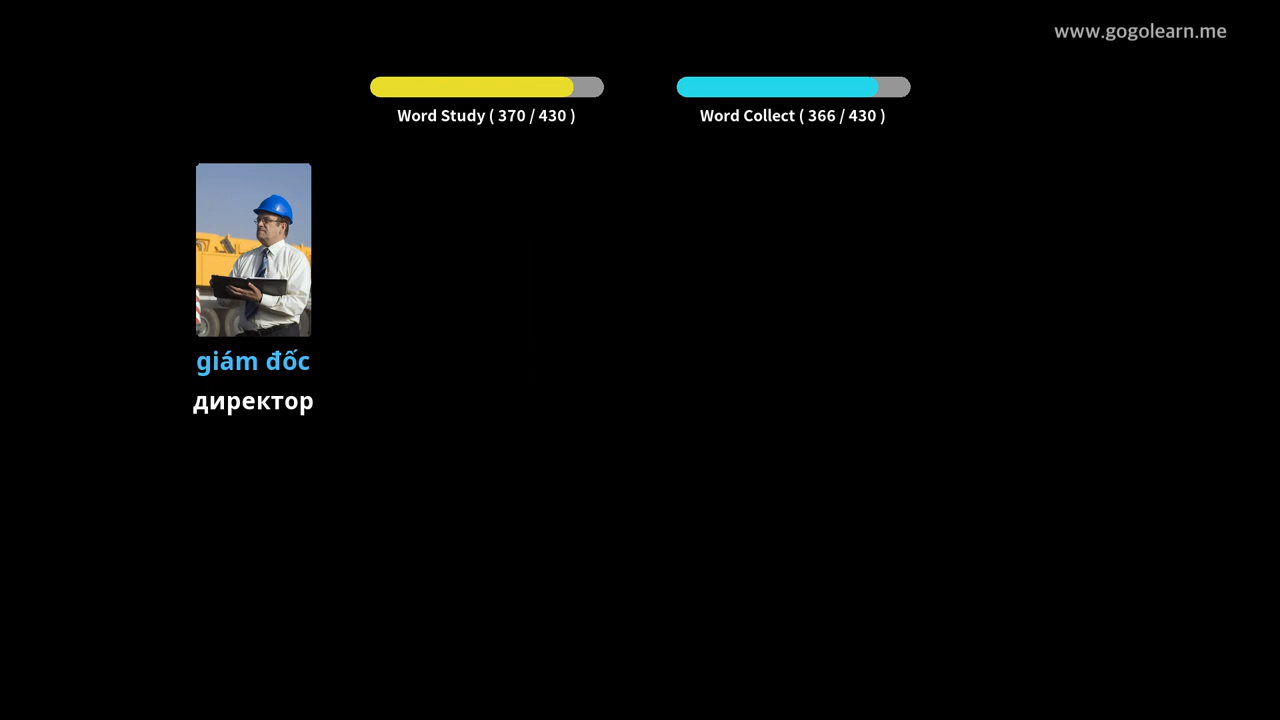 www.gogolearn.me
Word Study ( 370 / 430 )
Word Collect ( 366 / 430 )
giám đốc
директор